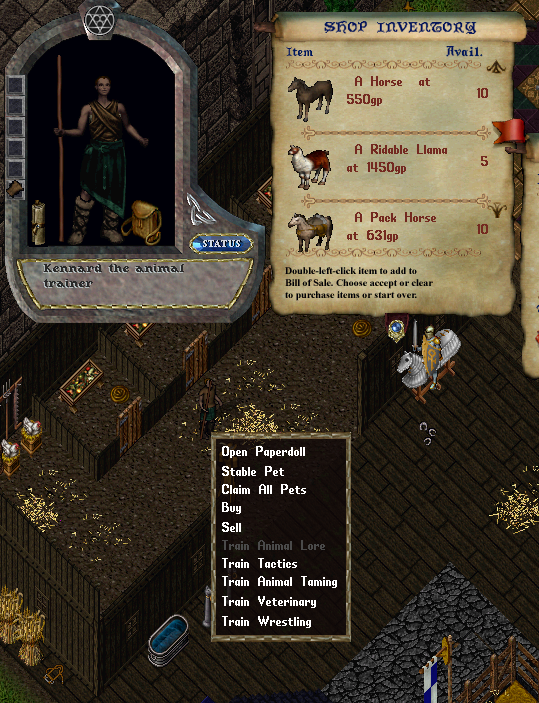 SHOP INVENTORY
Item Avail.
A Horse at
550gp
10
A Ridable Llama
at 1450gp
5
A Pack Horse
at 631gp
10
Double-left-click item to add to
Bill of Sale. Choose accept or clear
to purchase items or start over.
STATUS
Kennard the animal
trainer
Open Paperdoll
Stable Pet
Claim All Pets
Buy
Sell
Train Animal Lore
Train Tactics
Train Animal Taming
Train Veterinary
Train Wrestling